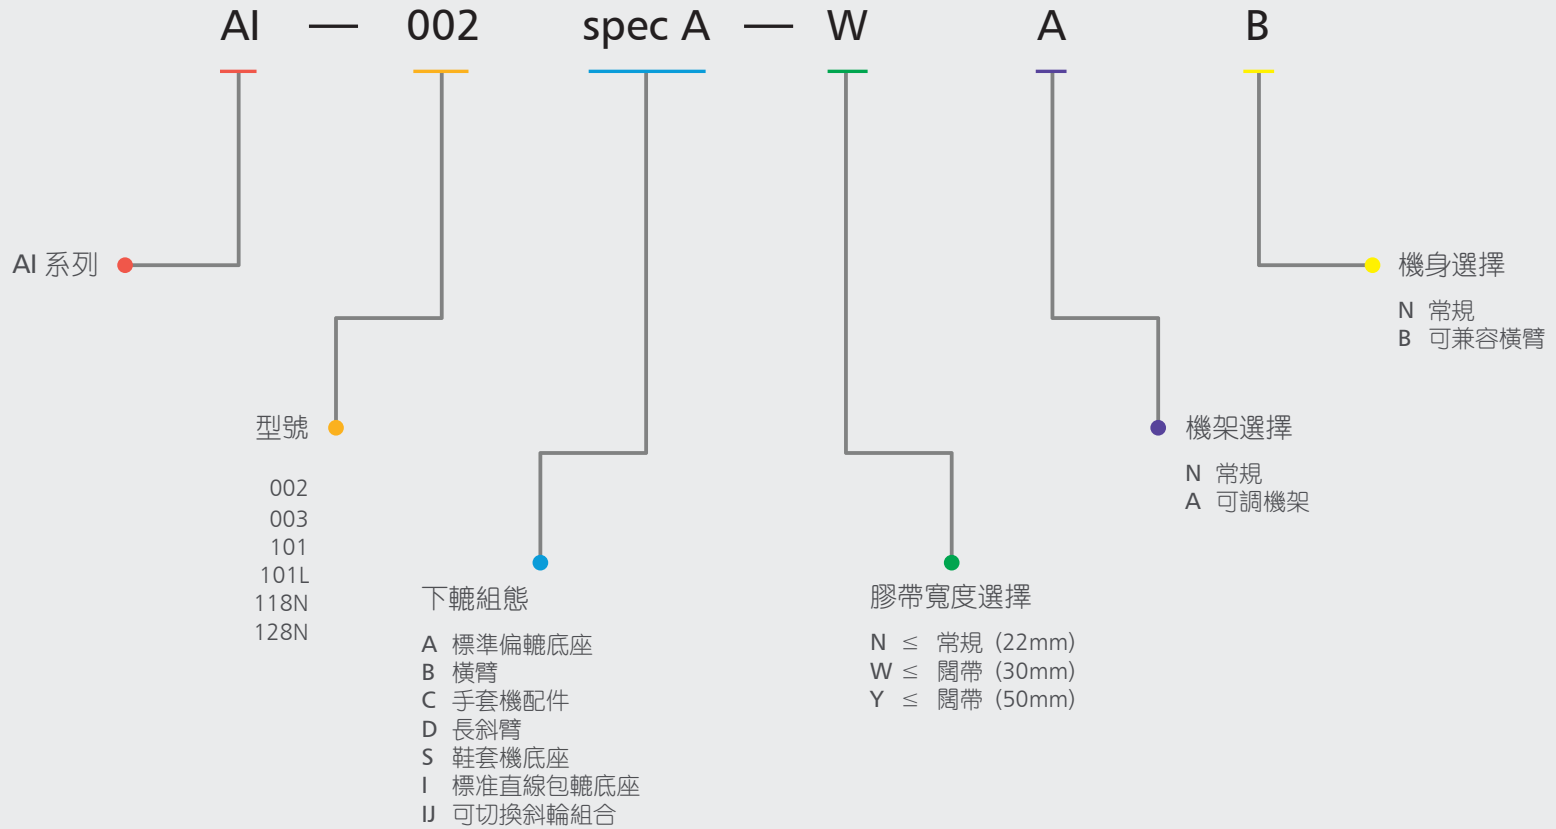 AI — 002 spec A — W A B
AI 系列
型號
002
003
101
101L
118N
128N
下轆組態
A 標準偏轆底座
B 橫臂
C 手套機配件
D 長斜臂
S 鞋套機底座
I 標准直線包轆底座
IJ 可切換斜輪組合
膠帶寬度選擇
N ≤ 常規 (22mm)
W ≤ 闊帶 (30mm)
Y ≤ 闊帶 (50mm)
機架選擇
N 常規
A 可調機架
機身選擇
N 常規
B 可兼容橫臂